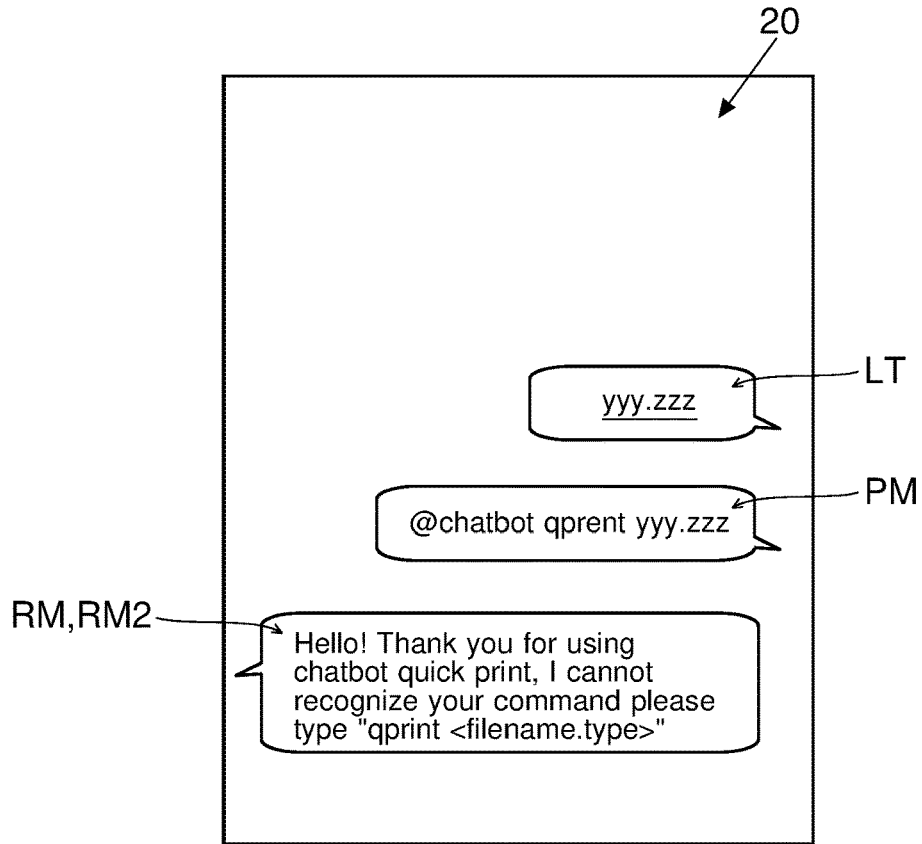 20
yyy.zzz
LT
@chatbot qprent yyy.zzz
PM
RM,RM2
Hello! Thank you for using
chatbot quick print, I cannot
recognize your command please
type "qprint <filename.type>"